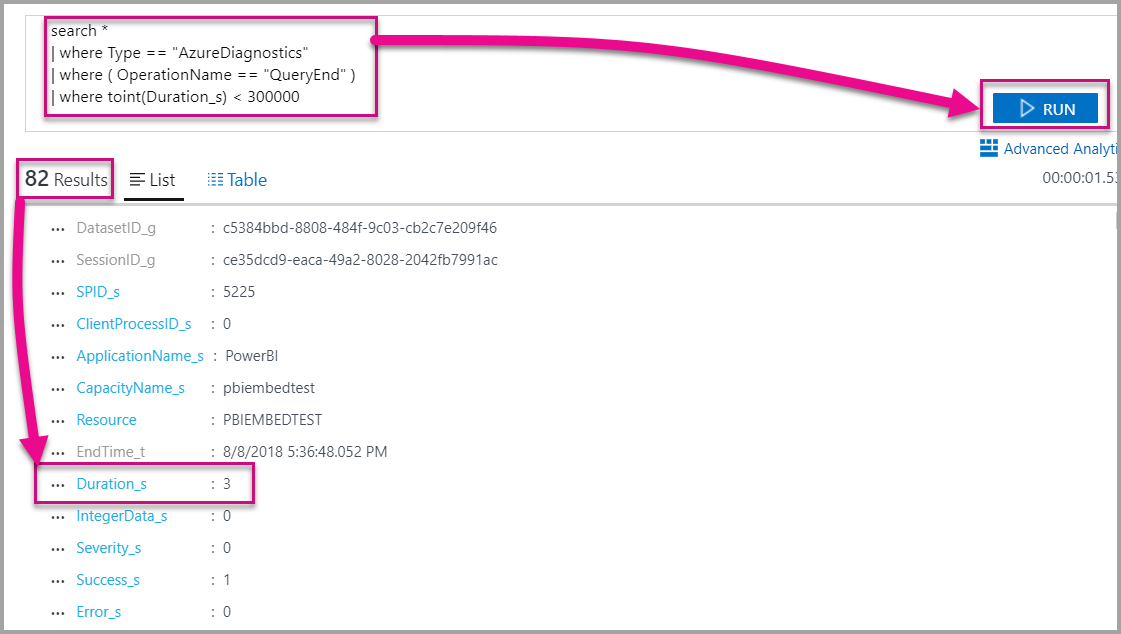 search *
| where Type == "AzureDiagnostics"
| where ( OperationName == "QueryEnd" )
| where toint(Duration_s) < 300000
RUN
Advanced Analyti
82 Results
List
Table
00:00:01.53
... DatasetID_g : c5384bbd-8808-484f-9c03-cb2c7e209f46
... SessionID_g : ce35dcd9-eaca-49a2-8028-2042fb7991ac
... SPID_s : 5225
... ClientProcessID_s : 0
... ApplicationName_s : PowerBI
... CapacityName_s : pbiembedtest
... Resource : PBIEMBEDTEST
... EndTime_t : 8/8/2018 5:36:48.052 PM
... Duration_s : 3
... IntegerData_s : 0
... Severity_s : 0
... Success_s : 1
... Error_s : 0